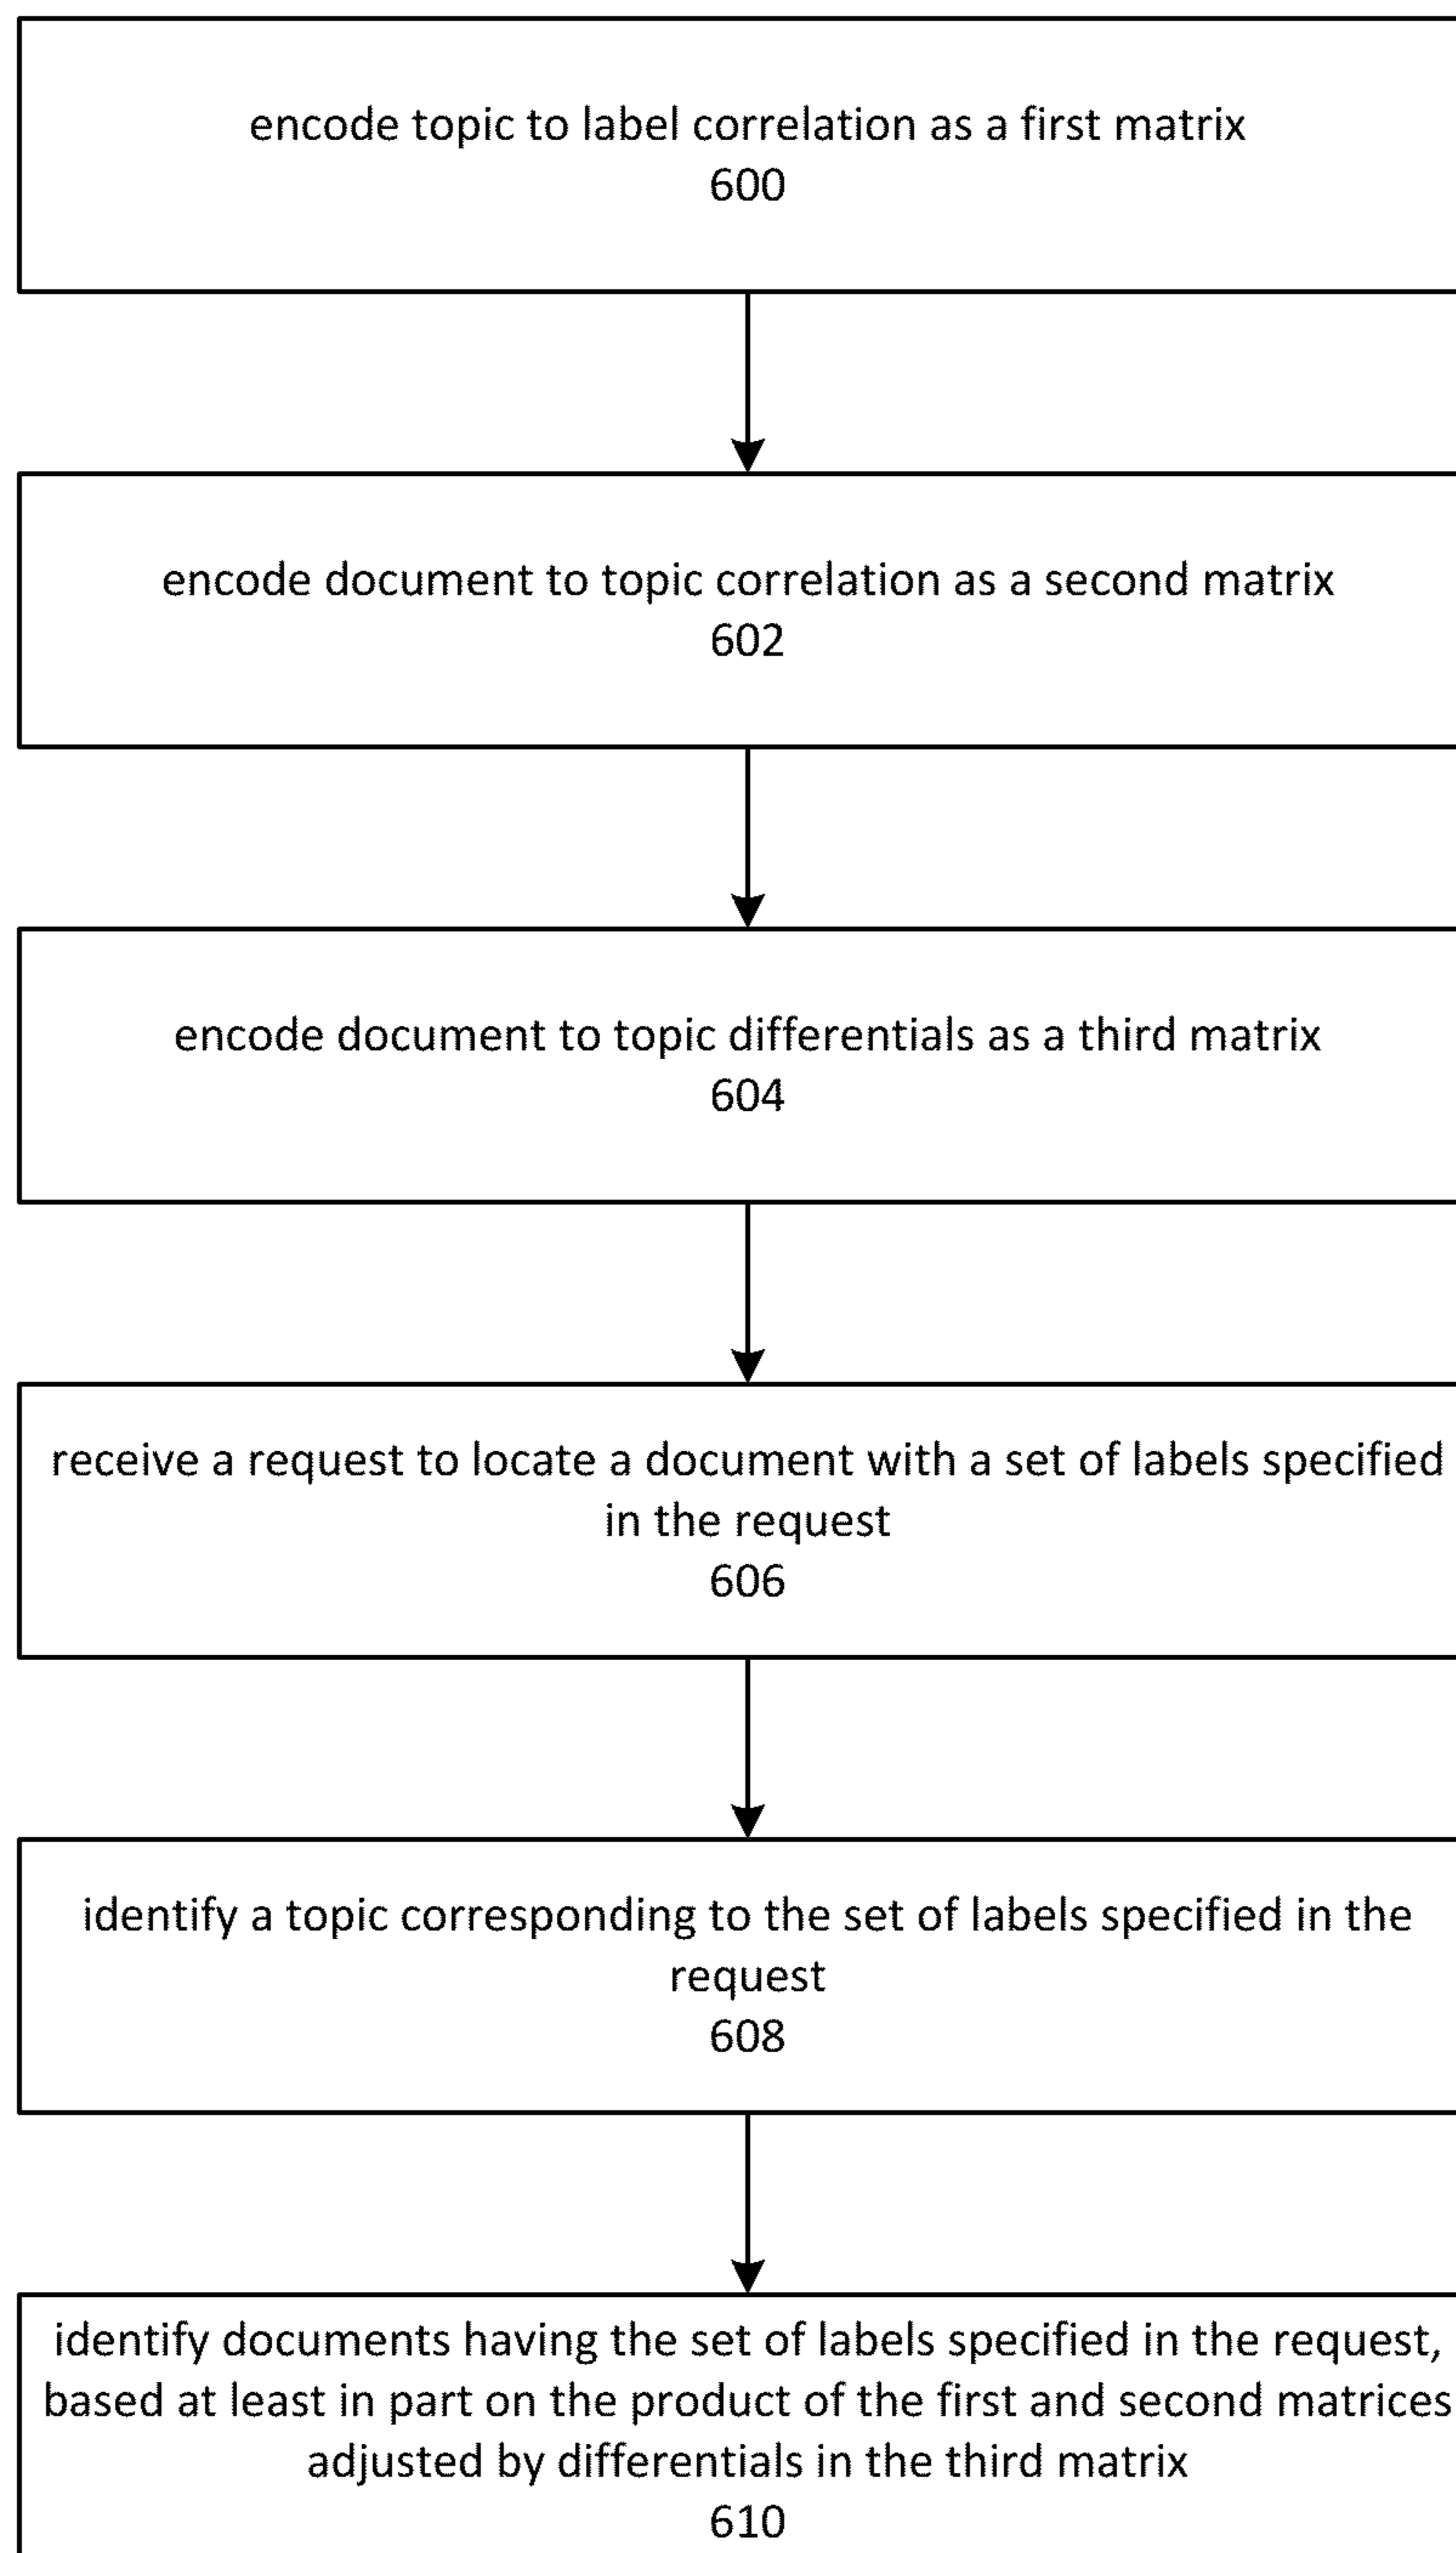 encode topic to label correlation as a first matrix
600
encode document to topic correlation as a second matrix
602
encode document to topic differentials as a third matrix
604
receive a request to locate a document with a set of labels specified
in the request
606
identify a topic corresponding to the set of labels specified in the
request
608
identify documents having the set of labels specified in the request,
based at least in part on the product of the first and second matrices
adjusted by differentials in the third matrix
610